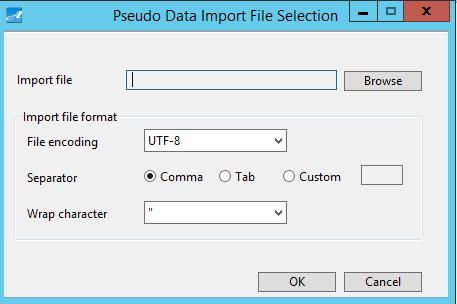 Pseudo Data Import File Selection
Import file
Browse
Import file format
File encoding
UTF-8
Separator
Comma
Tab
Custom
Wrap character
"
OK
Cancel